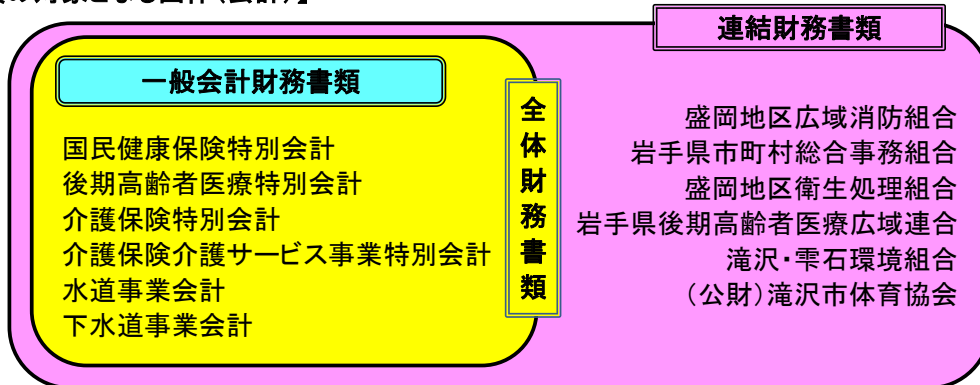 連結財務書類
一般会計財務書類
国民健康保険特別会計
後期高齢者医療特別会計
介護保険特別会計
介護保険介護サービス事業特別会計
水道事業会計
下水道事業会計
全体財務書類
盛岡地区広域消防組合
岩手県市町村総合事務組合
盛岡地区衛生処理組合
岩手県後期高齢者医療広域連合
滝沢・雫石環境組合
（公財）滝沢市体育協会